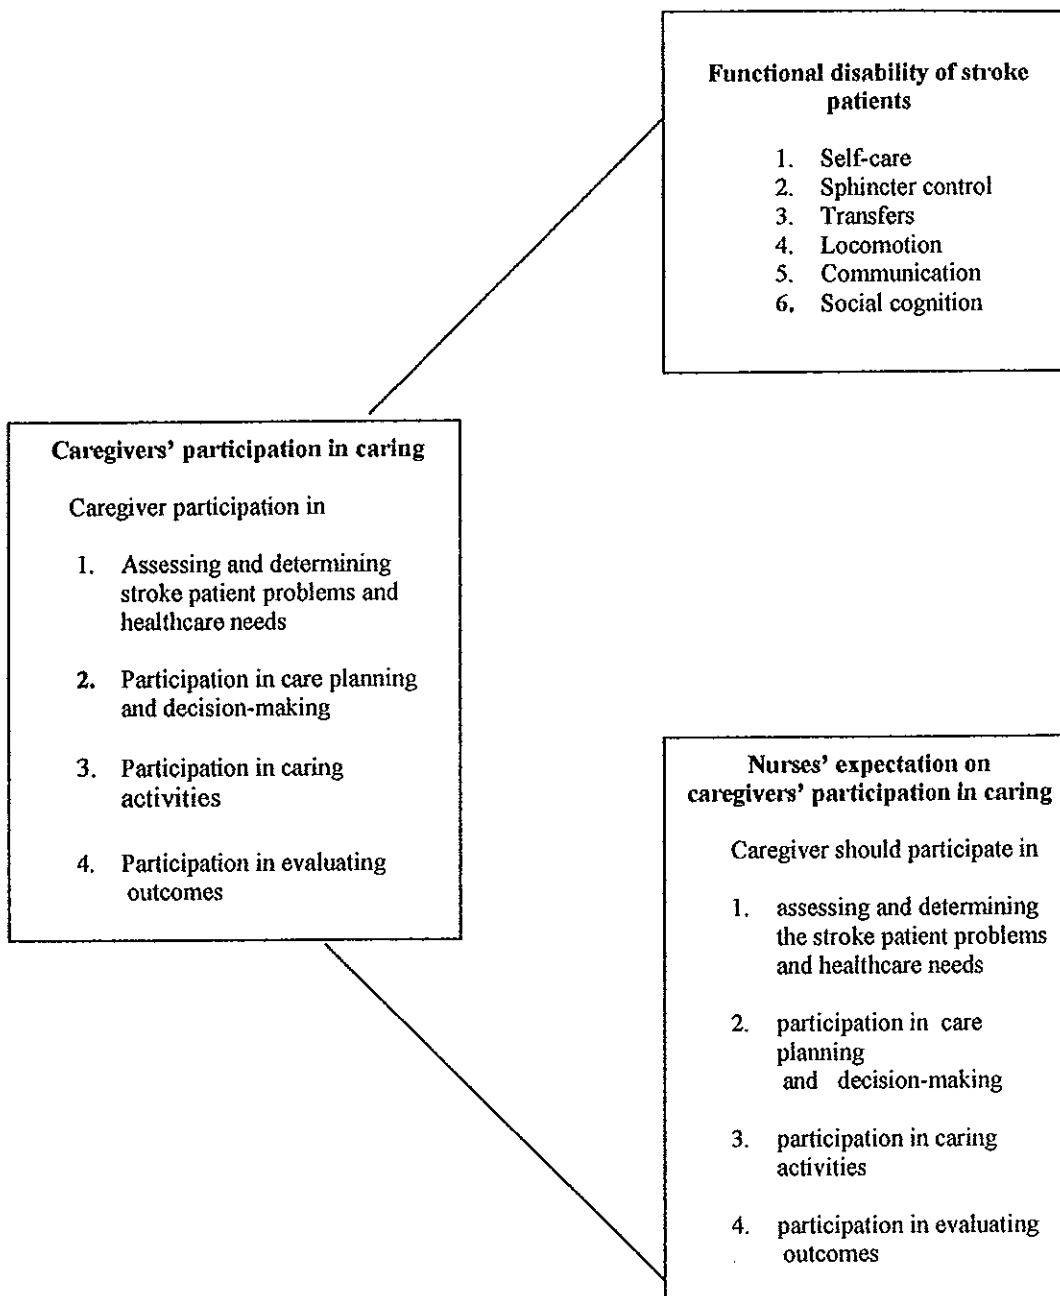 Functional disability of stroke
patients
1. Self-care
2. Sphincter control
3. Transfers
4. Locomotion
5. Communication
6. Social cognition
Caregivers’ participation in caring
Caregiver participation in
1. Assessing and determining
stroke patient problems and
healthcare needs
2. Participation in care planning
and decision-making
3. Participation in caring
activities
4. Participation in evaluating
outcomes
Nurses’ expectation on
caregivers’ participation in caring
Caregiver should participate in
1. assessing and determining
the stroke patient problems
and healthcare needs
2. participation in care
planning
and decision-making
3. participation in caring
activities
4. participation in evaluating
outcomes